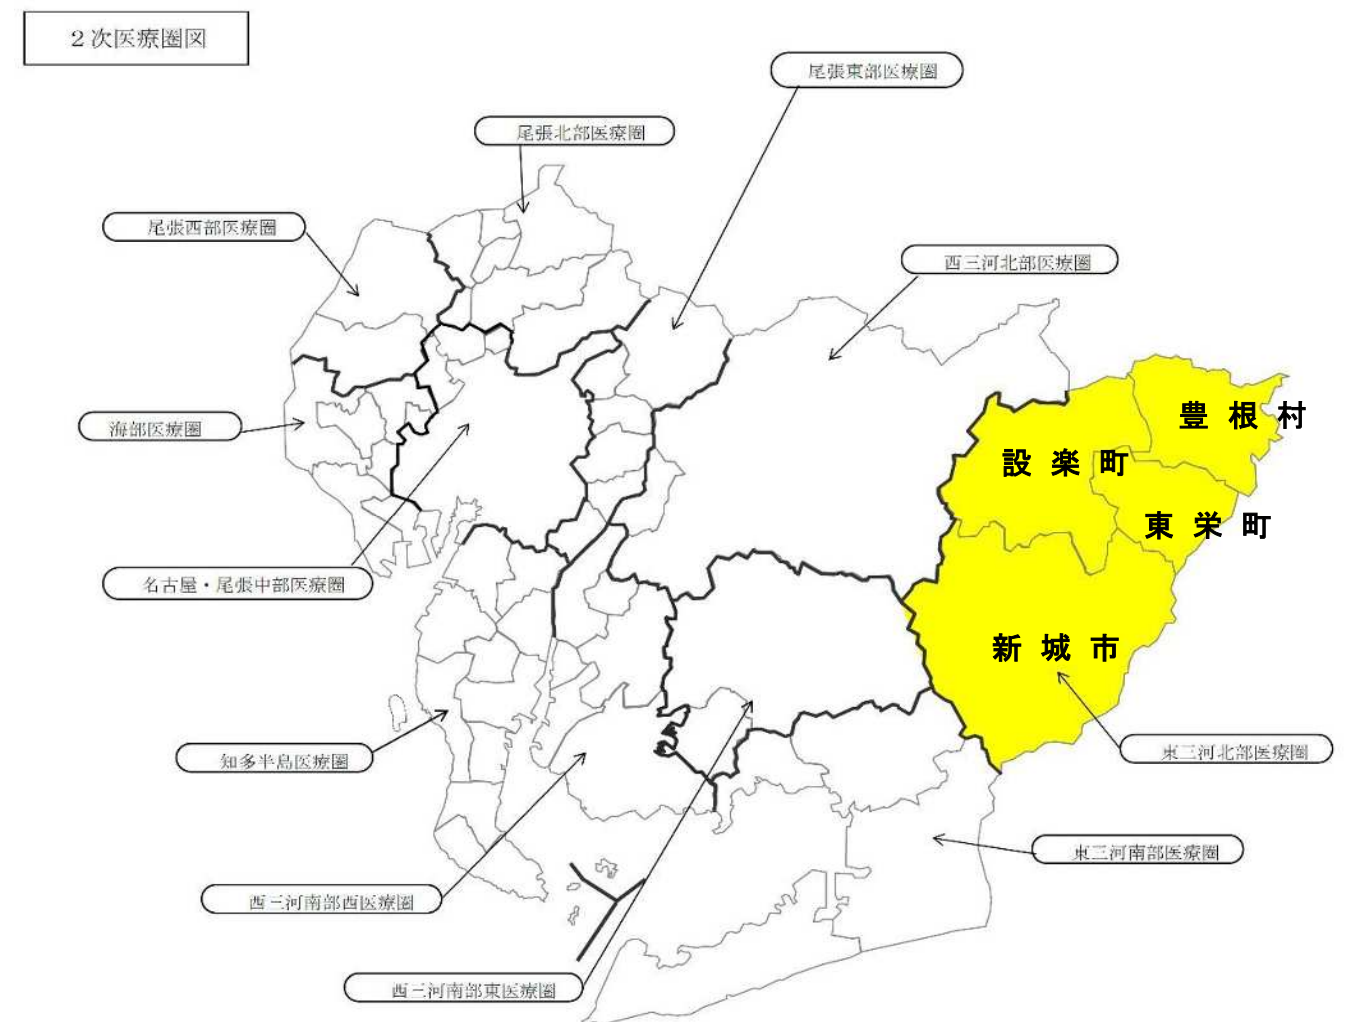 2次医療圏図
尾張東部医療圏
尾張北部医療圏
尾張西部医療圏
西三河北部医療圏
豊根村
海部医療圏
設楽町
東栄町
名古屋・尾張中部医療圏
新城市
東三河北部医療圏
知多半島医療圏
東三河南部医療圏
西三河南部西医療圏
西三河南部東医療圏